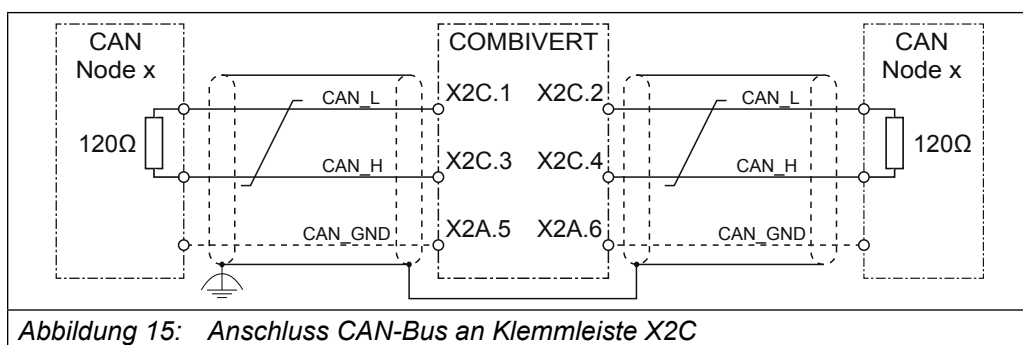 CAN
Node x
COMBIVERT
CAN
Node x
CAN_L
X2C.1
X2C.2
CAN_L
120Ω
120Ω
CAN_H
X2C.3
X2C.4
CAN_H
CAN_GND
X2A.5
X2A.6
CAN_GND
Abbildung 15: Anschluss CAN-Bus an Klemmleiste X2C